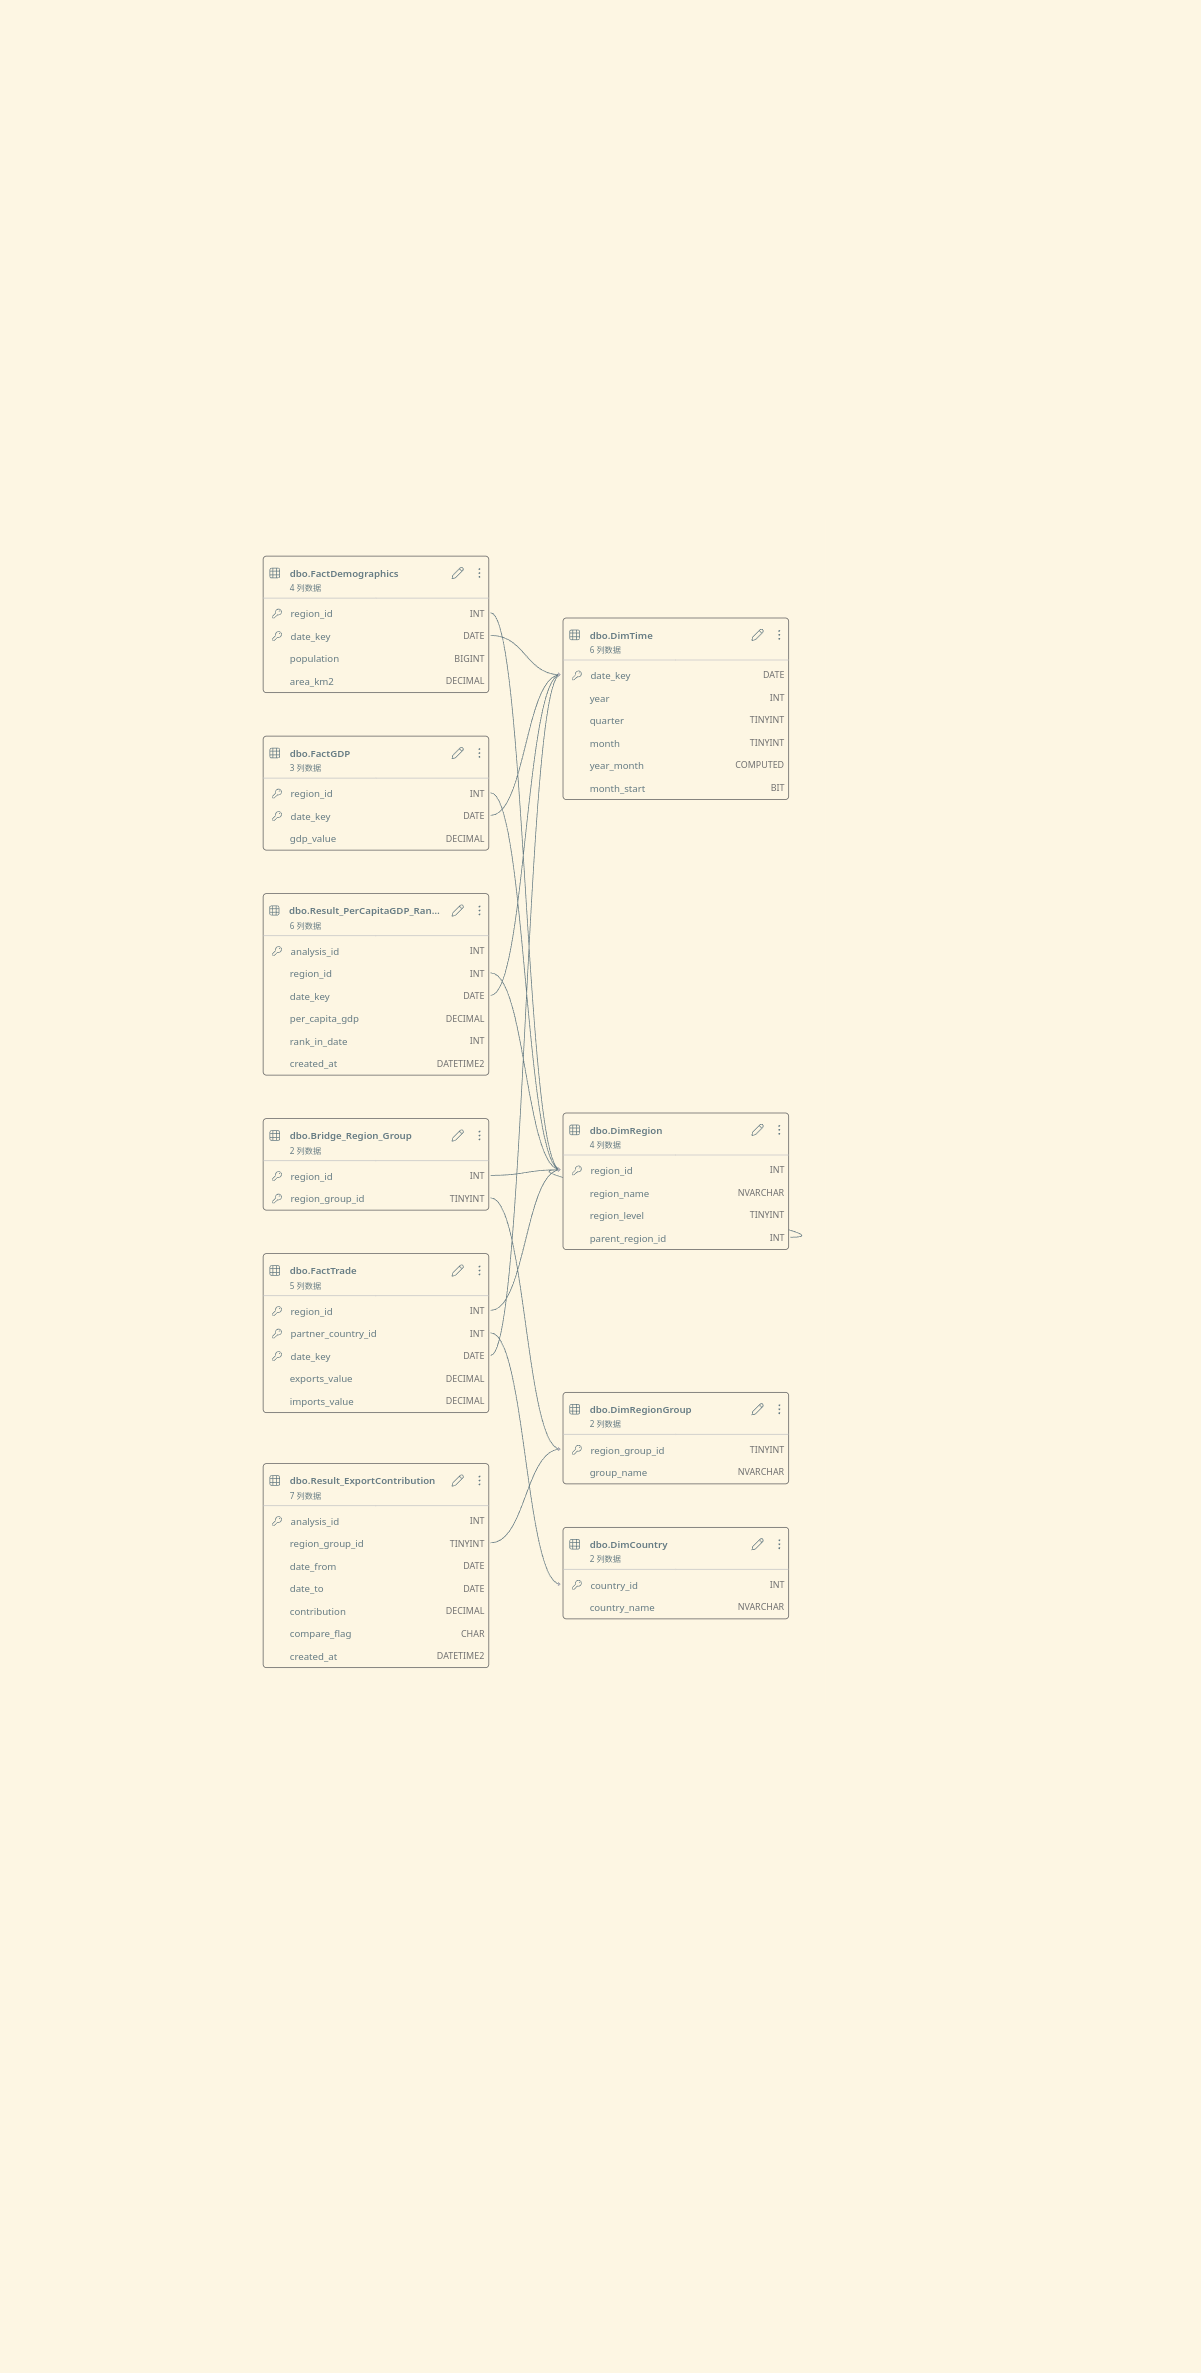 dbo.FactDemographics
4 列数据
region_id INT
date_key DATE
population BIGINT
area_km2 DECIMAL
dbo.FactGDP
3 列数据
region_id INT
date_key DATE
gdp_value DECIMAL
dbo.Result_PerCapitaGDP_Ran...
6 列数据
analysis_id INT
region_id INT
date_key DATE
per_capita_gdp DECIMAL
rank_in_date INT
created_at DATETIME2
dbo.Bridge_Region_Group
2 列数据
region_id INT
region_group_id TINYINT
dbo.FactTrade
5 列数据
region_id INT
partner_country_id INT
date_key DATE
exports_value DECIMAL
imports_value DECIMAL
dbo.Result_ExportContribution
7 列数据
analysis_id INT
region_group_id TINYINT
date_from DATE
date_to DATE
contribution DECIMAL
compare_flag CHAR
created_at DATETIME2
dbo.DimTime
6 列数据
date_key DATE
year INT
quarter TINYINT
month TINYINT
year_month COMPUTED
month_start BIT
dbo.DimRegion
4 列数据
region_id INT
region_name NVARCHAR
region_level TINYINT
parent_region_id INT
dbo.DimRegionGroup
2 列数据
region_group_id TINYINT
group_name NVARCHAR
dbo.DimCountry
2 列数据
country_id INT
country_name NVARCHAR